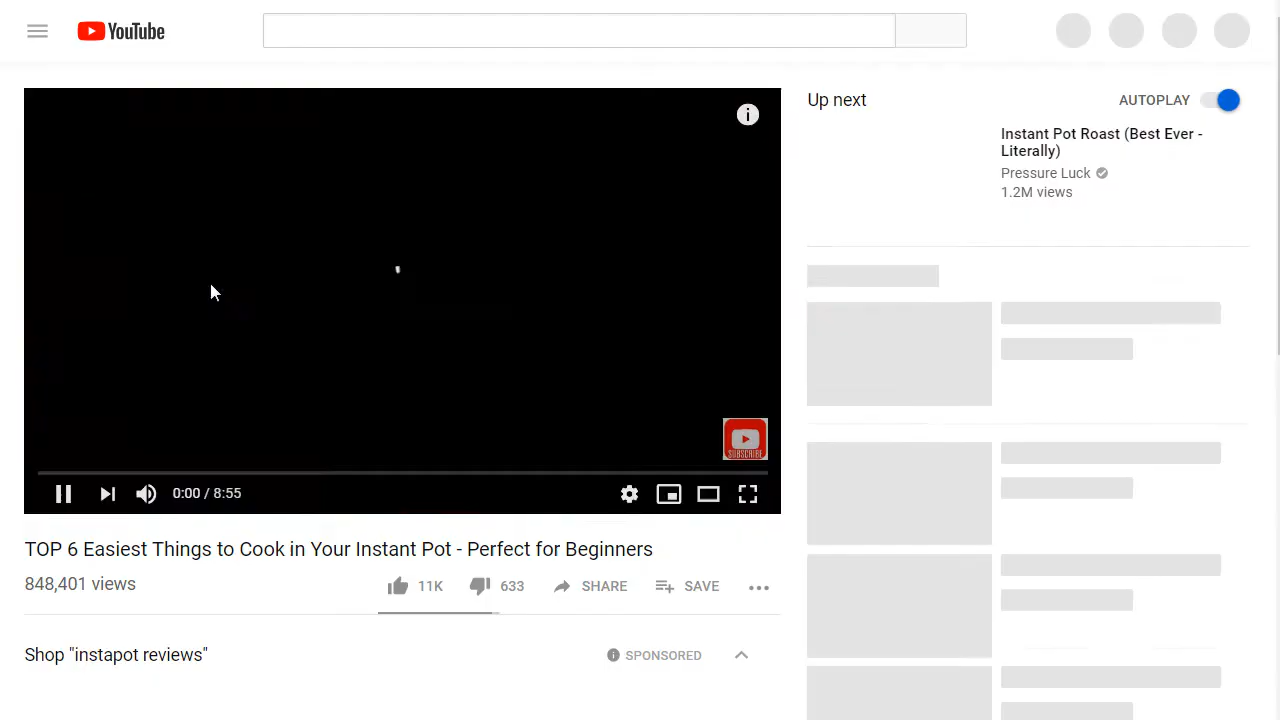 YouTube
Up next
AUTOPLAY
Instant Pot Roast (Best Ever -
Literally)
Pressure Luck
1.2M views
SUBSCRIBE
0:00 / 8:55
TOP 6 Easiest Things to Cook in Your Instant Pot - Perfect for Beginners
848,401 views
11K
633
SHARE
SAVE
Shop "instapot reviews"
SPONSORED